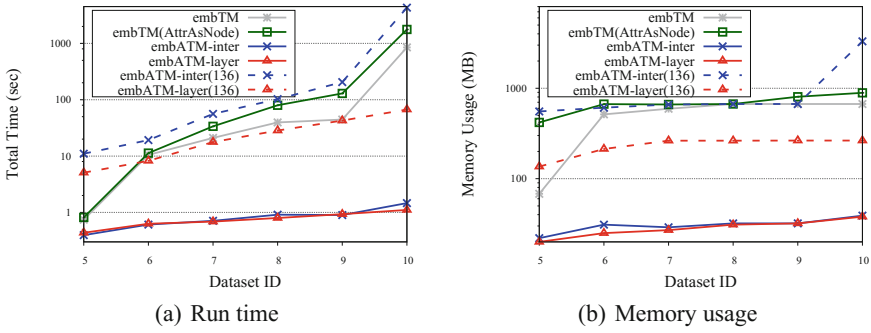 embTM
embTM(AttrAsNode)
embATM-inter
embATM-layer
embATM-inter(136)
embATM-layer(136)
1000
100
10
1
Total Time (sec)
5 6 7 8 9 10
Dataset ID
(a) Run time
embTM
embTM(AttrAsNode)
embATM-inter
embATM-layer
embATM-inter(136)
embATM-layer(136)
1000
100
Memory Usage (MB)
5 6 7 8 9 10
Dataset ID
(b) Memory usage